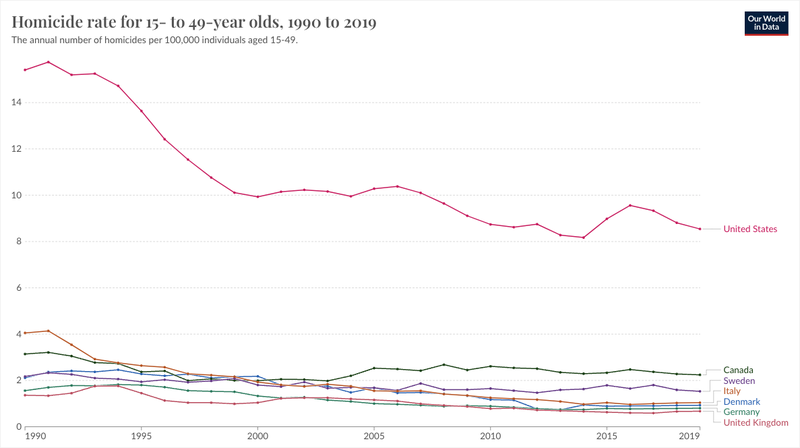 Homicide rate for 15- to 49-year olds, 1990 to 2019
The annual number of homicides per 100,000 individuals aged 15-49.
Our World
in Data
14
12
10
8
6
4
2
0
United States
Canada
Sweden
Italy
Denmark
Germany
United Kingdom
1990
1995
2000
2005
2010
2015
2019